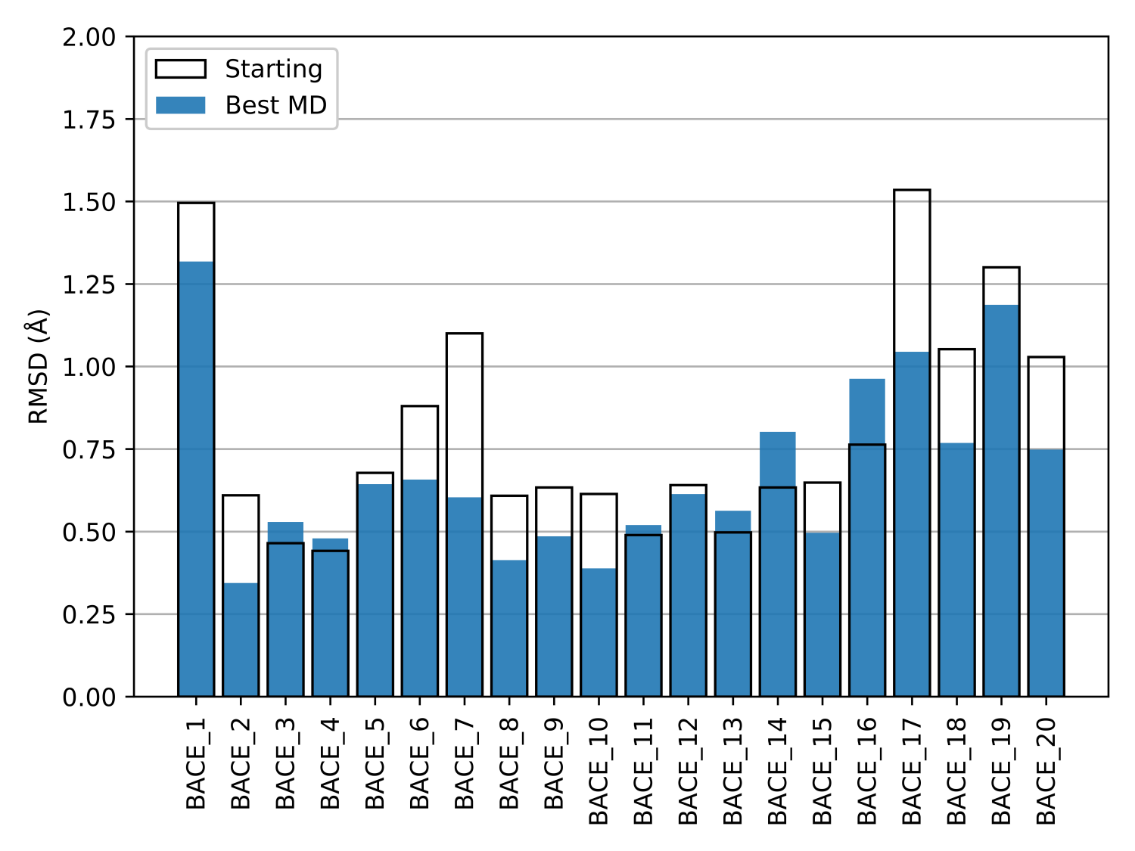 2.00
1.75
1.50
1.25
1.00
0.75
0.50
0.25
0.00
RMSD (Å)
Starting
Best MD
BACE_1
BACE_2
BACE_3
BACE_4
BACE_5
BACE_6
BACE_7
BACE_8
BACE_9
BACE_10
BACE_11
BACE_12
BACE_13
BACE_14
BACE_15
BACE_16
BACE_17
BACE_18
BACE_19
BACE_20